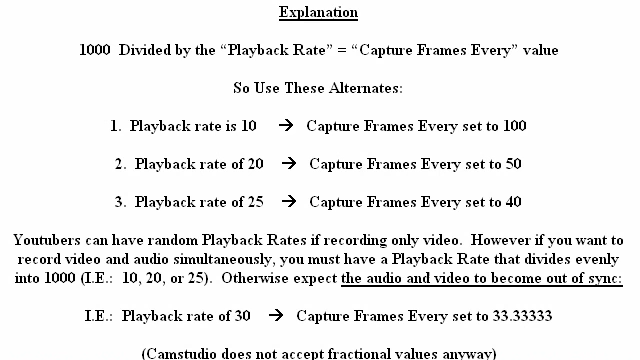 Explanation
1000 Divided by the “Playback Rate” = “Capture Frames Every” value
So Use These Alternates:
1. Playback rate is 10 → Capture Frames Every set to 100
2. Playback rate of 20 → Capture Frames Every set to 50
3. Playback rate of 25 → Capture Frames Every set to 40
Youtubers can have random Playback Rates if recording only video. However if you want to
record video and audio simultaneously, you must have a Playback Rate that divides evenly
into 1000 (I.E.: 10, 20, or 25). Otherwise expect the audio and video to become out of sync:
I.E.: Playback rate of 30 → Capture Frames Every set to 33.33333
(Camstudio does not accept fractional values anyway)